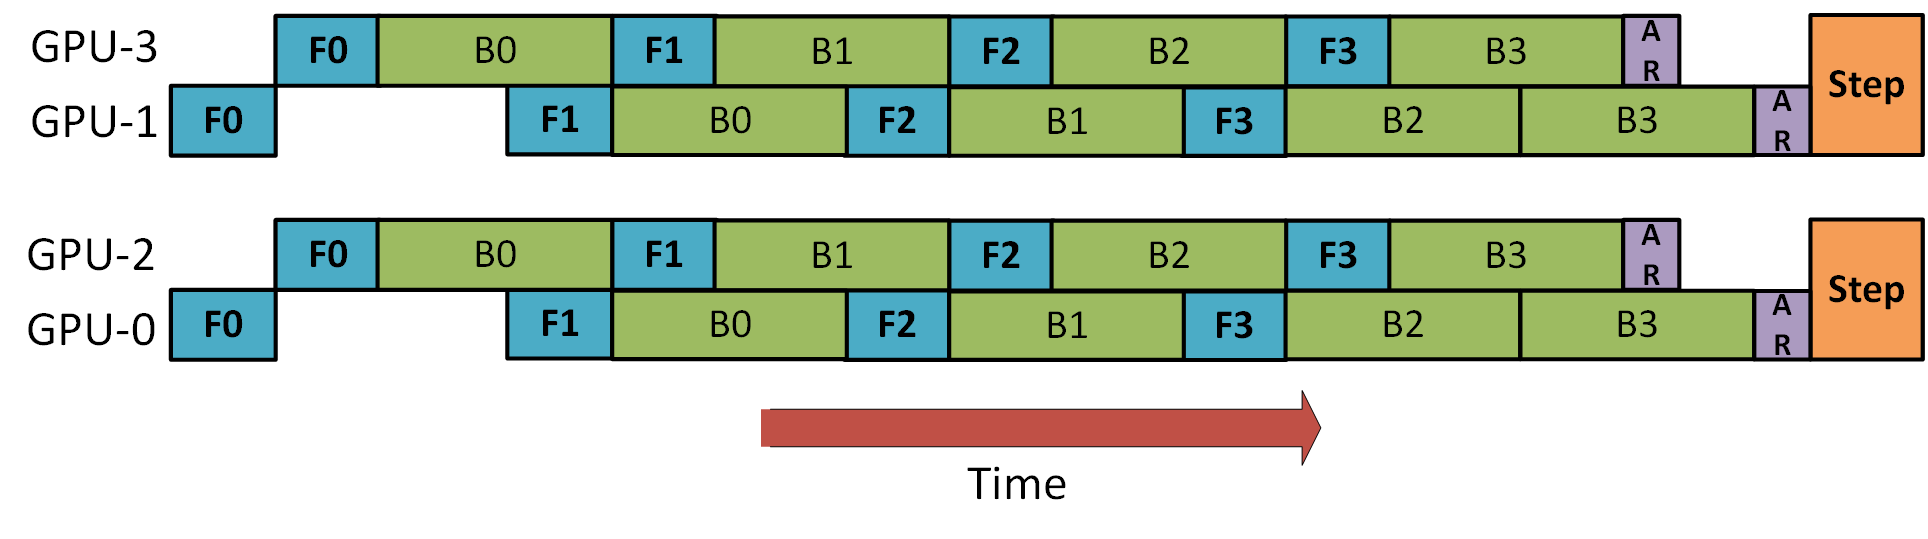 GPU-3 F0 B0 F1 B1 F2 B2 F3 B3 A R
GPU-1 F0 F1 B0 F2 B1 F3 B2 B3 A R Step
GPU-2 F0 B0 F1 B1 F2 B2 F3 B3 A R
GPU-0 F0 F1 B0 F2 B1 F3 B2 B3 A R Step
Time